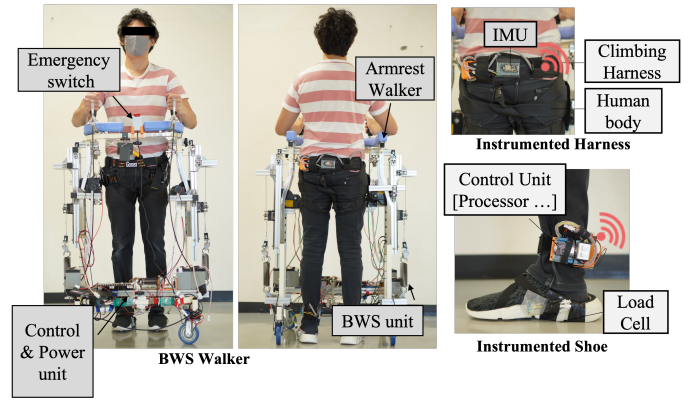 Emergency
switch
Armrest
Walker
IMU
Climbing
Harness
Human
body
Instrumented Harness
Control Unit
[Processor ...]
Control
& Power
unit
BWS unit
BWS Walker
Load
Cell
Instrumented Shoe